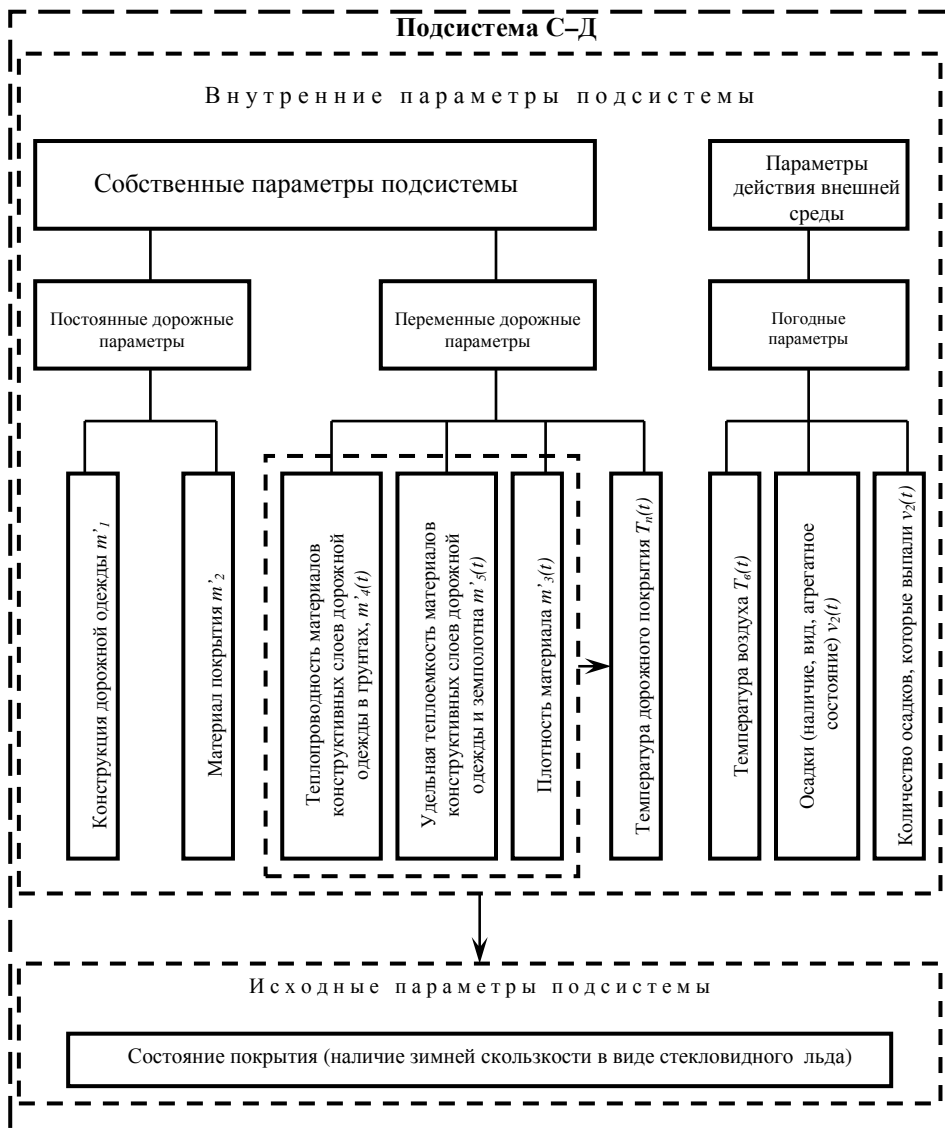 Подсистема С–Д
Внутренние параметры подсистемы
Собственные параметры подсистемы
Параметры
действия внешней
среды
Постоянные дорожные
параметры
Переменные дорожные
параметры
Погодные
параметры
Конструкция дорожной одежды m’1
Материал покрытия m’2
Теплопроводность материалов
конструктивных слоев дорожной
одежды в грунтах, m’4(t)
Удельная теплоемкость материалов
конструктивных слоев дорожной
одежды и земполотна m’5(t)
Плотность материала m’3(t)
Температура дорожного покрытия Tп(t)
Температура воздуха Tв(t)
Осадки (наличие, вид, агрегатное
состояние) v2(t)
Количество осадков, которые выпали v2(t)
Исходные параметры подсистемы
Состояние покрытия (наличие зимней скользкости в виде стекловидного льда)